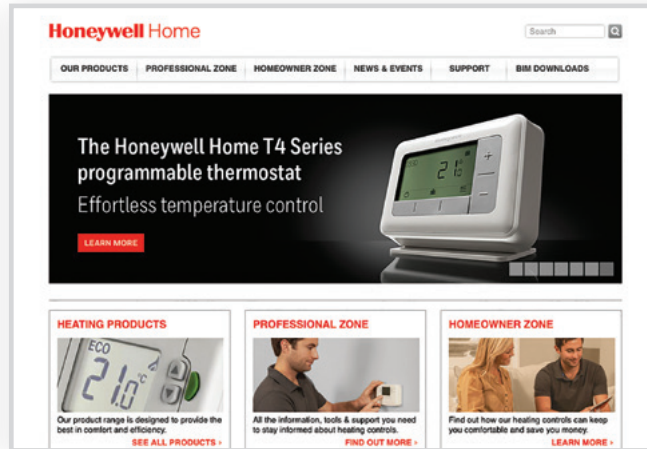 Honeywell Home
Search
OUR PRODUCTS PROFESSIONAL ZONE HOMEOWNER ZONE NEWS & EVENTS SUPPORT BIM DOWNLOADS
The Honeywell Home T4 Series
programmable thermostat
Effortless temperature control
LEARN MORE
21.0
HEATING PRODUCTS
ECO
21.0°C
Our product range is designed to provide the
best in comfort and efficiency.
SEE ALL PRODUCTS ›
PROFESSIONAL ZONE
All the information, tools & support you need
to stay informed about heating controls.
FIND OUT MORE ›
HOMEOWNER ZONE
Find out how our heating controls can keep
you comfortable and save you money.
LEARN MORE ›